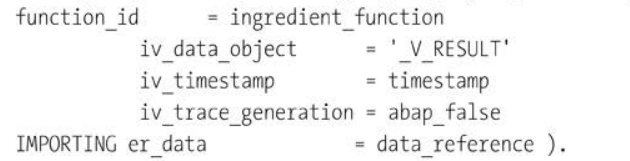 function_id = ingredient_function
iv_data_object = '_V_RESULT'
iv_timestamp = timestamp
iv_trace_generation = abap_false
IMPORTING er_data = data_reference ).